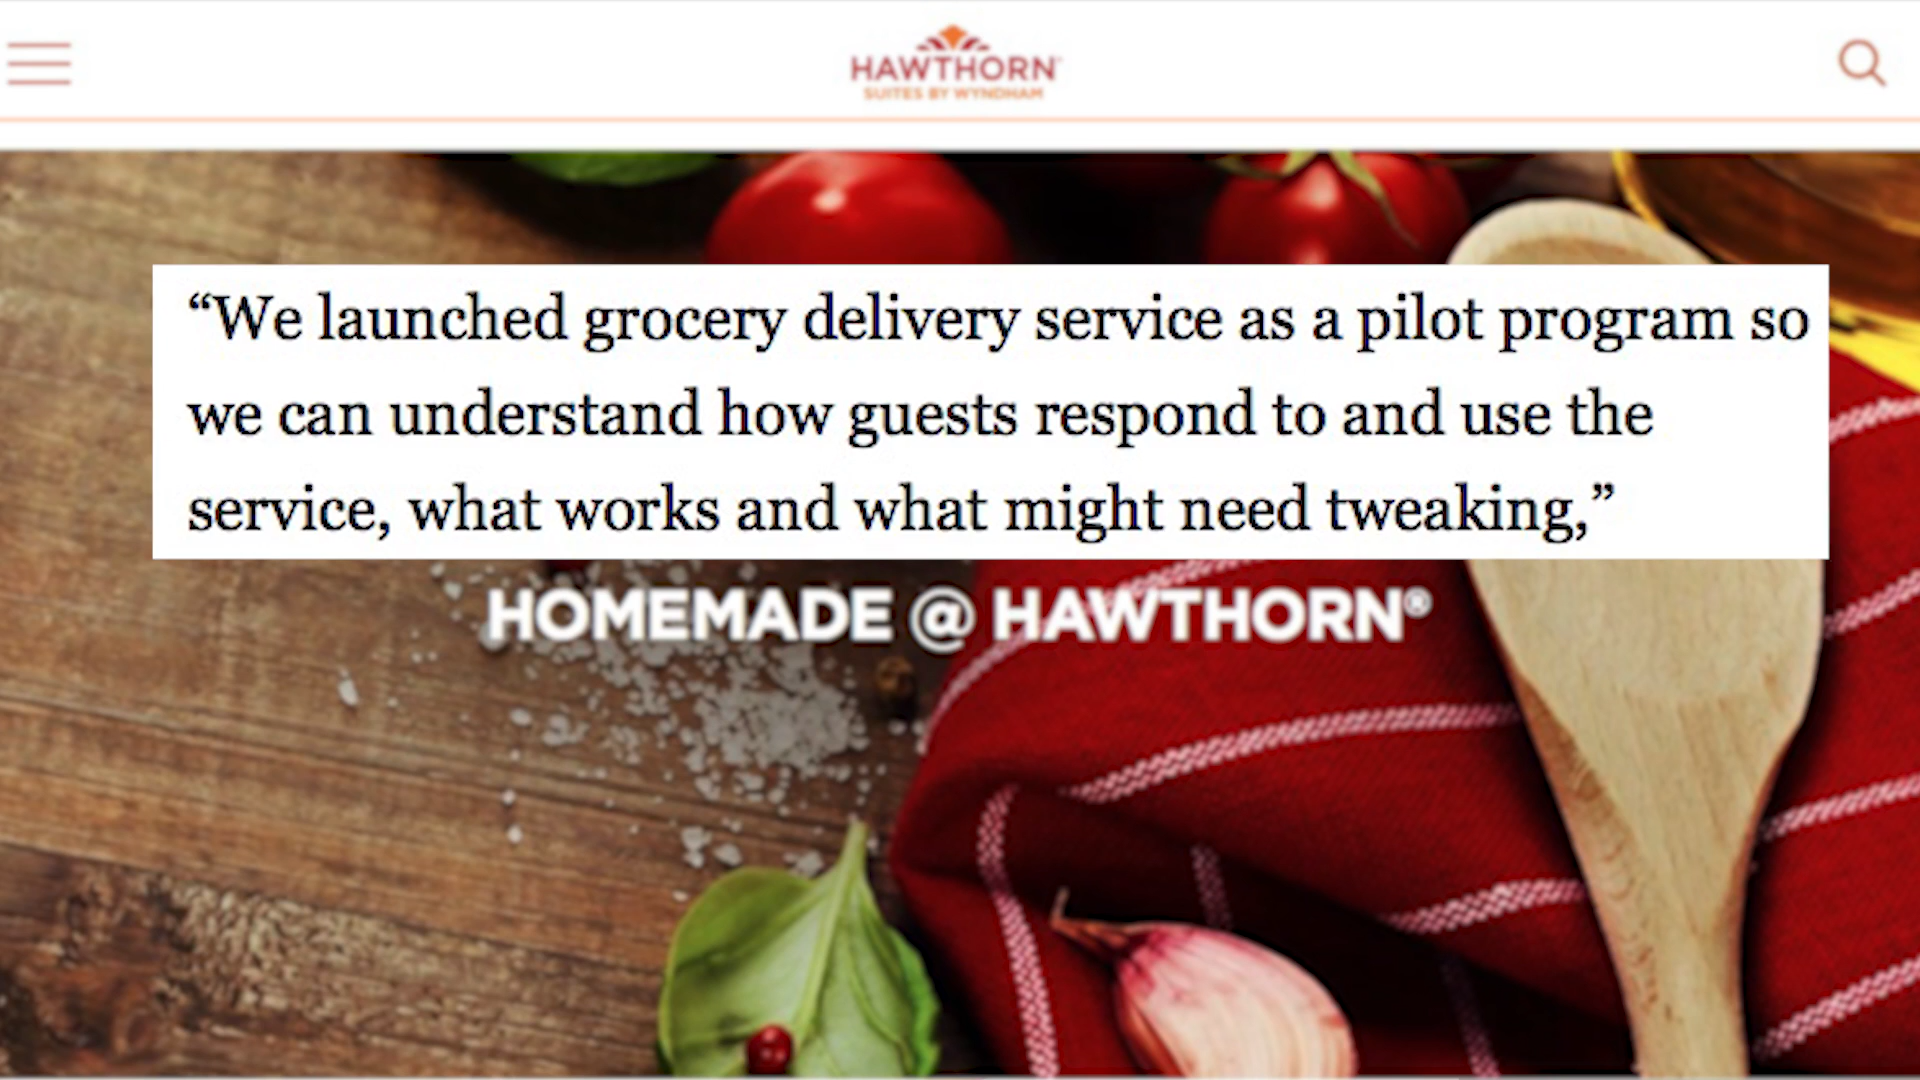 HAWTHORN
SUITES BY WYNDHAM
“We launched grocery delivery service as a pilot program so
we can understand how guests respond to and use the
service, what works and what might need tweaking,”
HOMEMADE @ HAWTHORN®